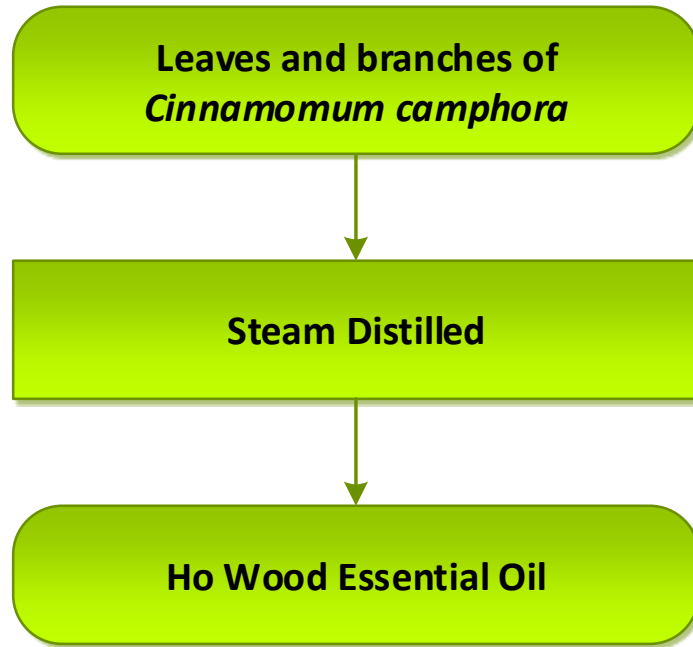 Leaves and branches of
Cinnamomum camphora
Steam Distilled
Ho Wood Essential Oil